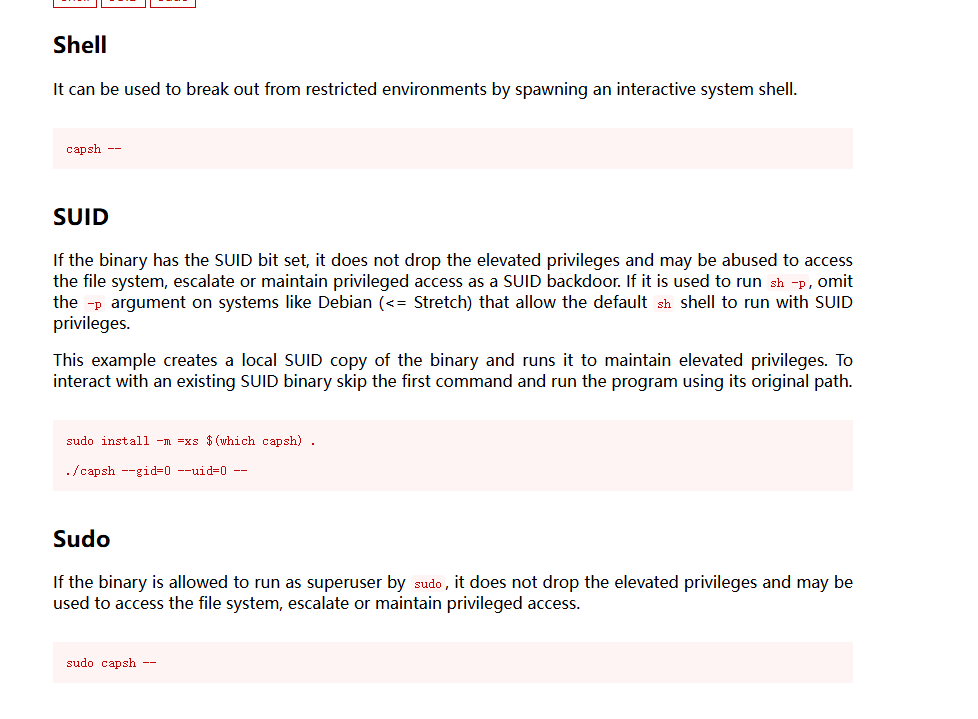 Shell
It can be used to break out from restricted environments by spawning an interactive system shell.
capsh --
SUID
If the binary has the SUID bit set, it does not drop the elevated privileges and may be abused to access
the file system, escalate or maintain privileged access as a SUID backdoor. If it is used to run sh -p, omit
the -p argument on systems like Debian (<= Stretch) that allow the default sh shell to run with SUID
privileges.
This example creates a local SUID copy of the binary and runs it to maintain elevated privileges. To
interact with an existing SUID binary skip the first command and run the program using its original path.
sudo install -m =xs $(which capsh) .
./capsh --gid=0 --uid=0 --
Sudo
If the binary is allowed to run as superuser by sudo, it does not drop the elevated privileges and may be
used to access the file system, escalate or maintain privileged access.
sudo capsh --